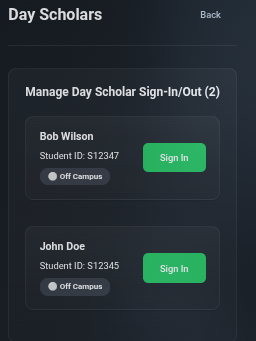 Day Scholars
Back
Manage Day Scholar Sign-In/Out (2)
Bob Wilson
Student ID: S12347
Off Campus
Sign In
John Doe
Student ID: S12345
Off Campus
Sign In